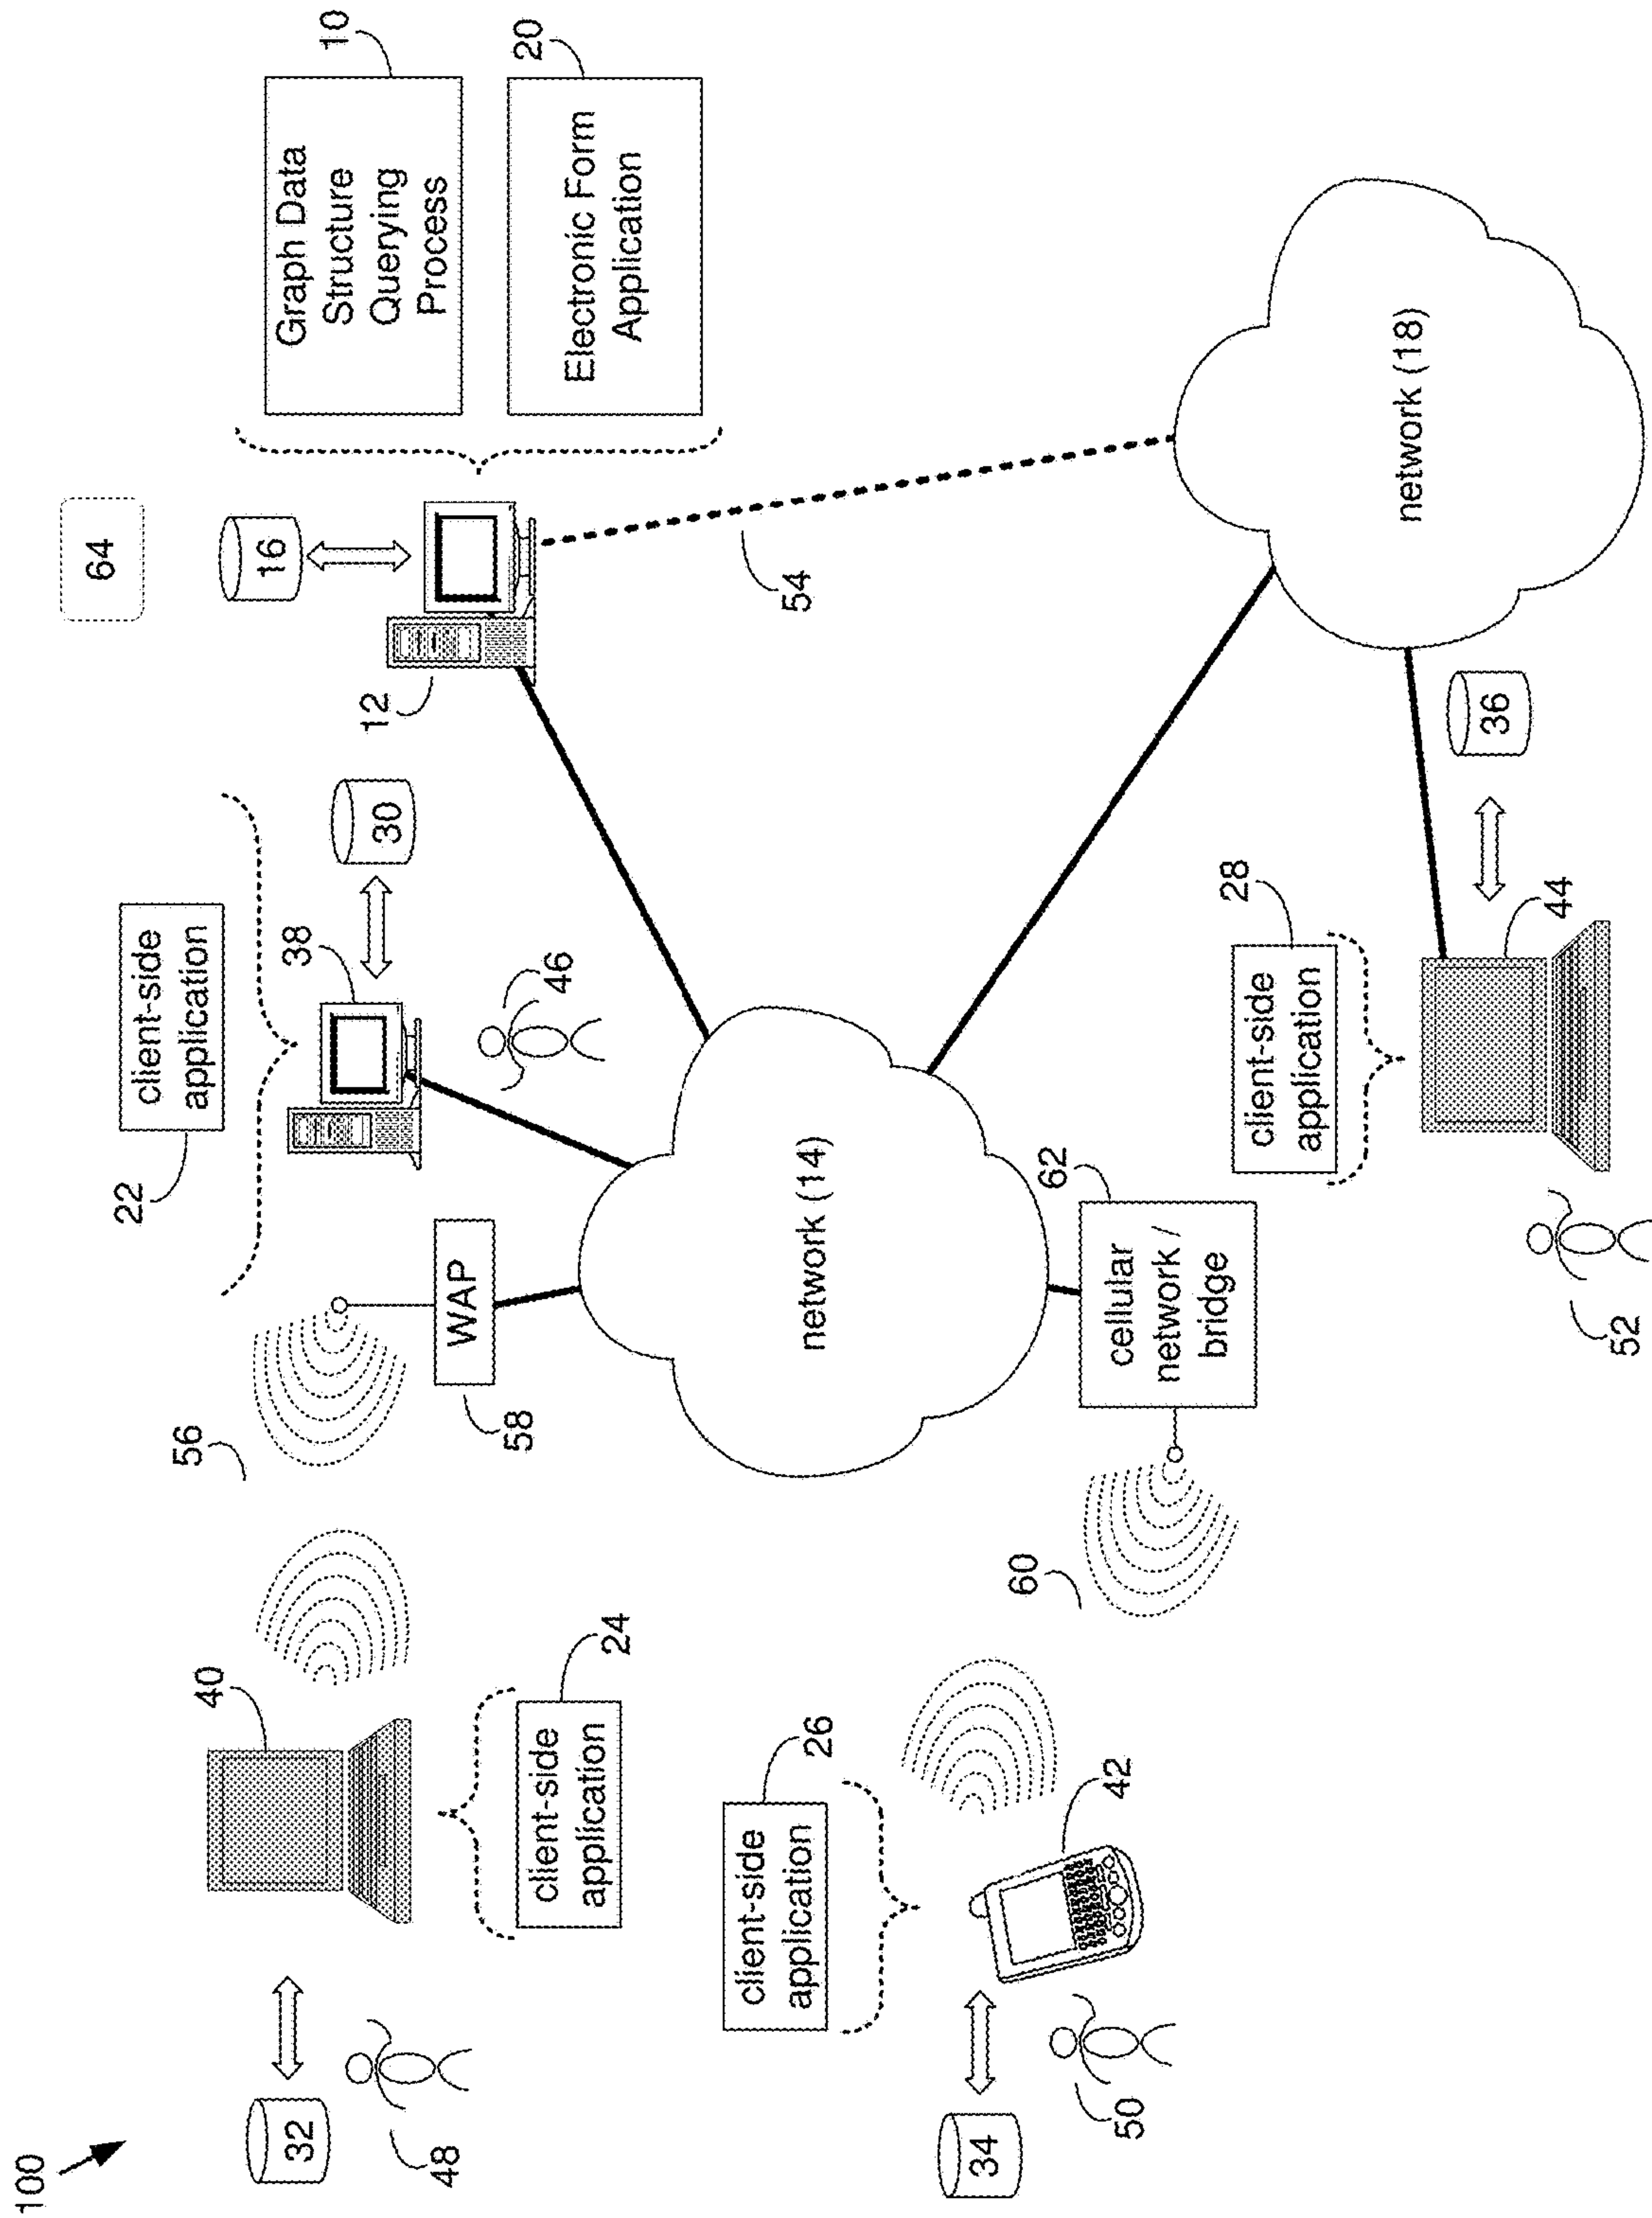 100
32
48
40
24
client-side
application
56
WAP
58
22
client-side
application
38
30
46
12
16
64
10
Graph Data
Structure
Querying
Process
20
Electronic Form
Application
54
34
50
26
client-side
application
42
60
62
cellular
network /
bridge
network (14)
28
client-side
application
44
36
52
network (18)